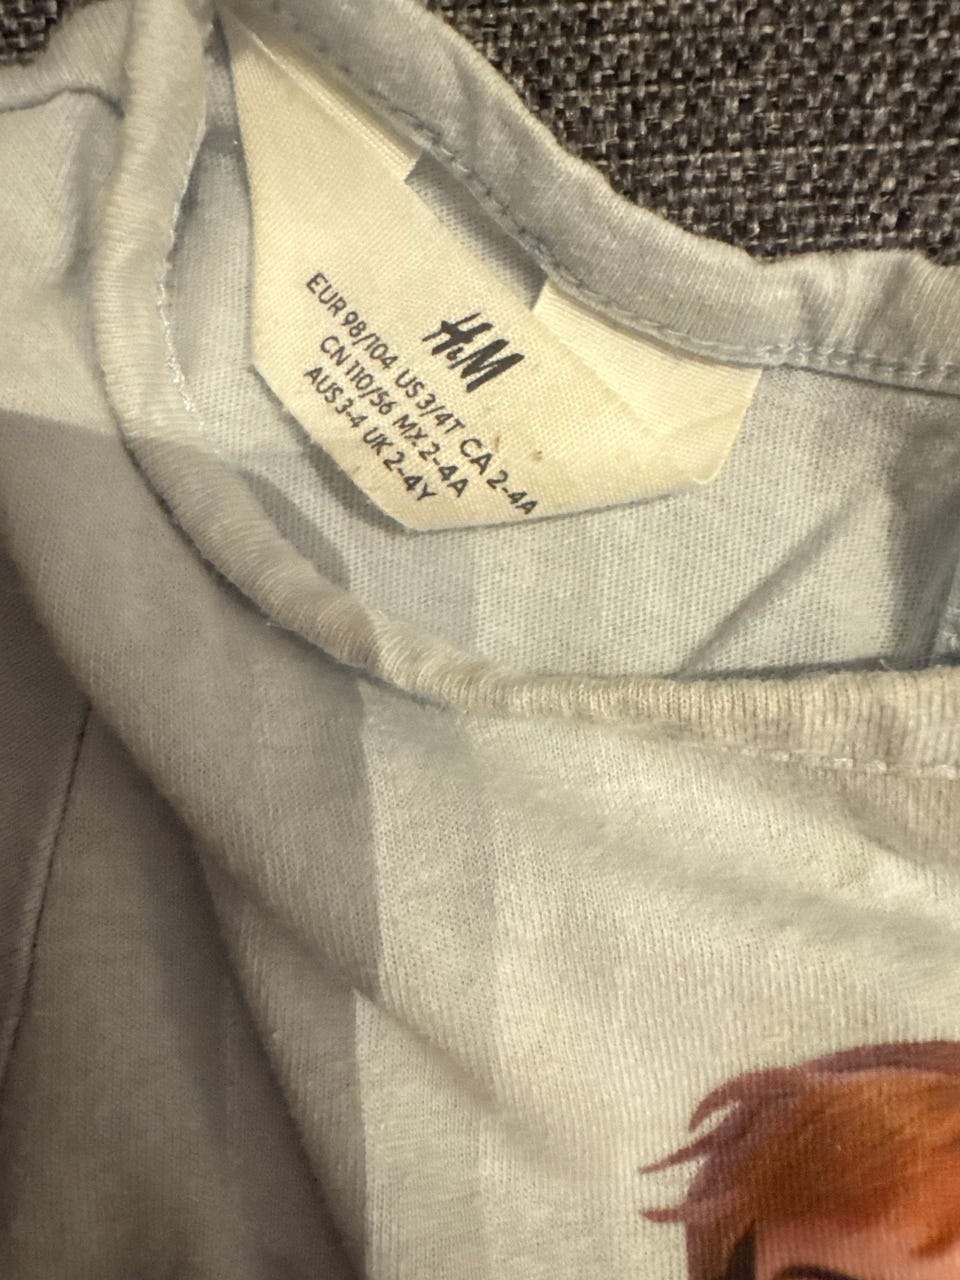 H&M
EUR 98/104 US 3/4T CA 2-4A
CN 110/56 MX 2-4A
AUS 3-4 UK 2-4Y